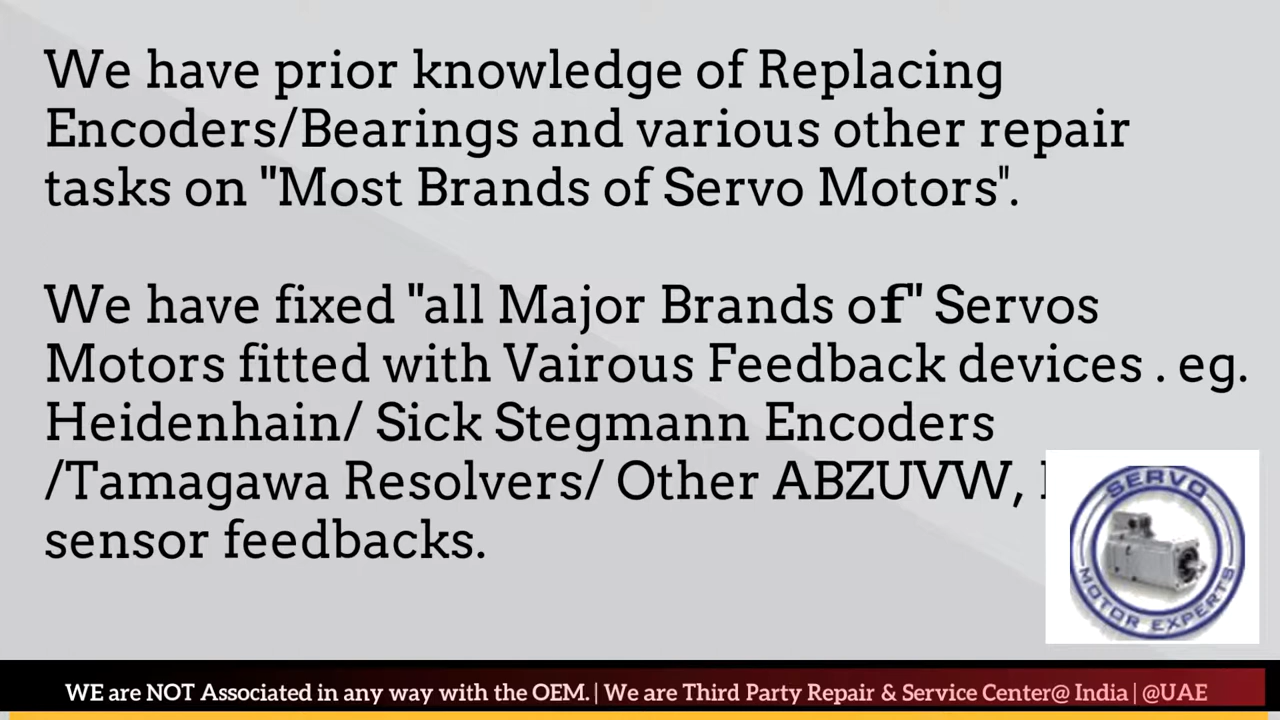 We have prior knowledge of Replacing
Encoders/Bearings and various other repair
tasks on "Most Brands of Servo Motors".
We have fixed "all Major Brands of" Servos
Motors fitted with Vairous Feedback devices . eg.
Heidenhain/ Sick Stegmann Encoders
/Tamagawa Resolvers/ Other ABZUVW,
sensor feedbacks.
SERVO
MOTOR EXPERTS
WE are NOT Associated in any way with the OEM. | We are Third Party Repair & Service Center@ India | @UAE